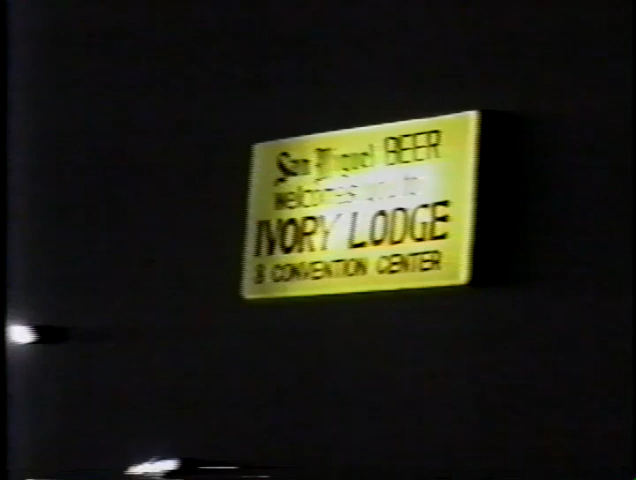 San Miguel BEER
welcomes you to
IVORY LODGE
& CONVENTION CENTER